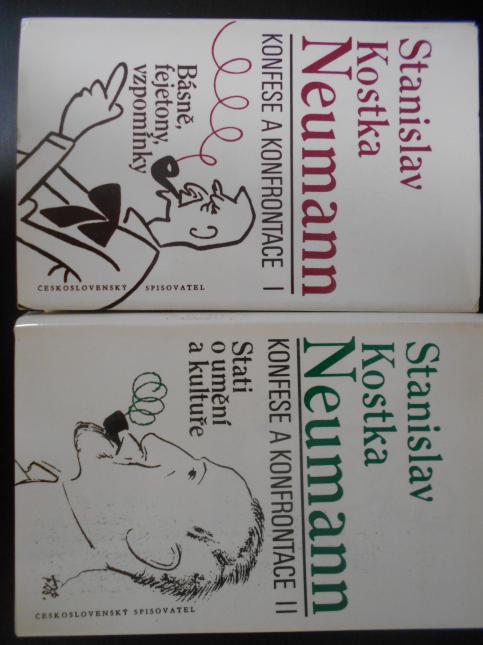 Stanislav
Kostka
Neumann
KONFESE A KONFRONTACE I
Básně,
fejetony,
vzpomínky
ČESKOSLOVENSKÝ SPISOVATEL
Stanislav
Kostka
Neumann
KONFESE A KONFRONTACE II
Stati
o umění
a kultuře
ČESKOSLOVENSKÝ SPISOVATEL